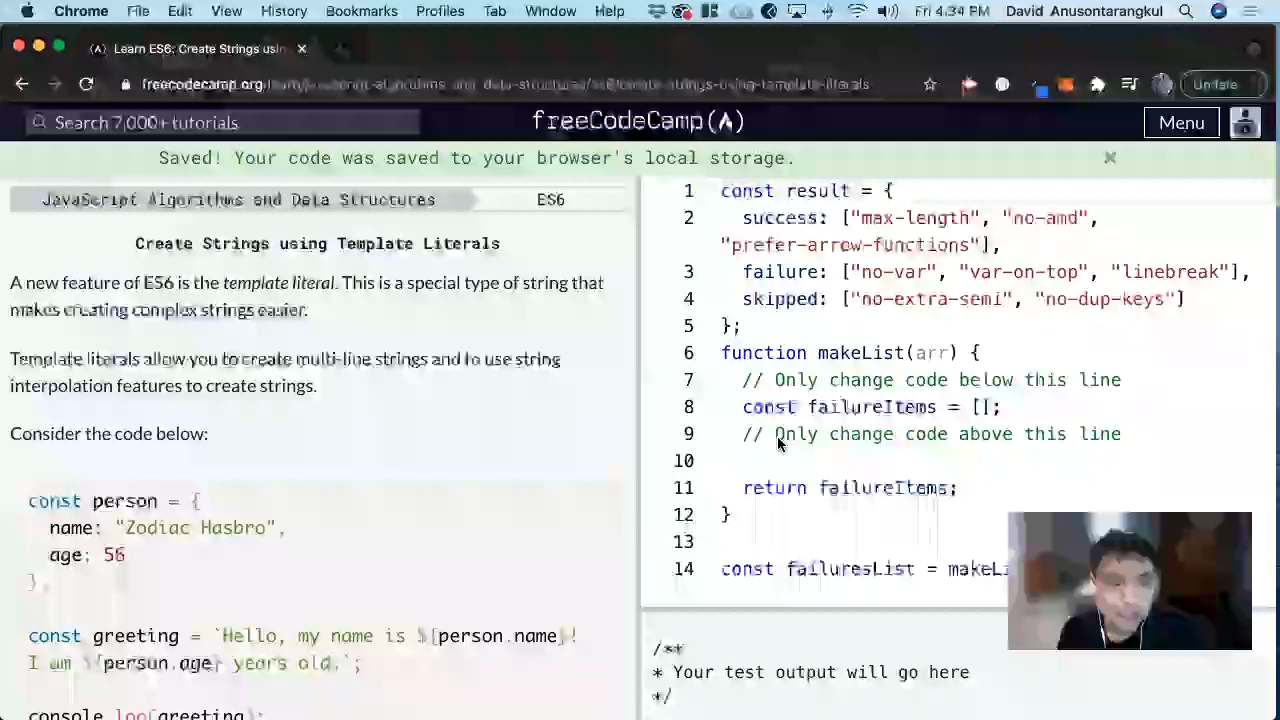 Chrome File Edit View History Bookmarks Profiles Tab Window Help Fri 4:34 PM David Anusontarangkul
Learn ES6: Create Strings usin
freecodecamp.org
Search 7,000+ tutorials
freeCodeCamp(
Menu
Saved! Your code was saved to your browser's local storage.
JavaScript Algorithms and Data Structures
ES6
Create Strings using Template Literals
A new feature of ES6 is the template literal. This is a special type of string that
makes creating complex strings easier.
Template literals allow you to create multi-line strings and to use string
interpolation features to create strings.
Consider the code below:
const person = {
name: "Zodiac Hasbro",
age: 56
};
const greeting = `Hello, my name is ${person.name}!
I am ${person.age} years old.`;
console.log(greeting);
1 const result = {
2 success: ["max-length", "no-amd",
"prefer-arrow-functions"],
3 failure: ["no-var", "var-on-top", "linebreak"],
4 skipped: ["no-extra-semi", "no-dup-keys"]
5 };
6 function makeList(arr) {
7 // Only change code below this line
8 const failureItems = [];
9 // Only change code above this line
10
11 return failureItems;
12 }
13
14 const failuresList = makeLi
/**
* Your test output will go here
*/